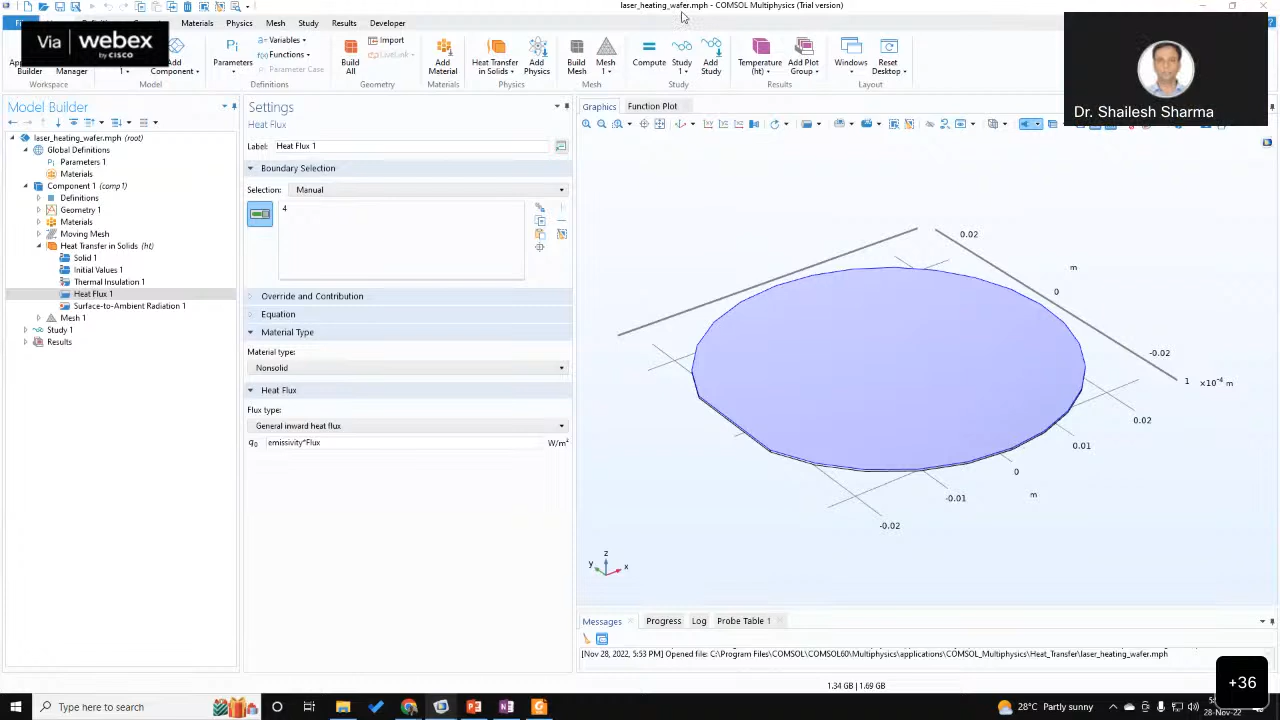 laser_heating_wafer.mph - COMSOL Multiphysics (Trial version)
Materials Physics Mesh Study Results Developer
Via webex
by CISCO
Builder Manager
Component 1
Workspace Model
Parameters 1
Variables
Functions
Parameter Case
Definitions
Build All
Import
LiveLink
Geometry
Add Material
Materials
Heat Transfer in Solids
Add Physics
Physics
Build Mesh
Mesh 1
Mesh
Compute
Study 1
Add Study
Study
Temperature (ht)
Add Plot Group
Results
Windows
Reset Desktop
Layout
Dr. Shailesh Sharma
Model Builder
laser_heating_wafer.mph (root)
Global Definitions
Parameters 1
Materials
Component 1 (comp1)
Definitions
Geometry 1
Materials
Moving Mesh
Heat Transfer in Solids (ht)
Solid 1
Initial Values 1
Thermal Insulation 1
Heat Flux 1
Surface-to-Ambient Radiation 1
Mesh 1
Study 1
Results
Settings
Heat Flux
Label: Heat Flux 1
Boundary Selection
Selection: Manual
4
Override and Contribution
Equation
Material Type
Material type:
Nonsolid
Heat Flux
Flux type:
General inward heat flux
q0 emissivity*Flux W/m²
Graphics Function Plot
0.02
m
0
-0.02
1 ×10⁻⁴ m
0.02
0.01
0
m
-0.01
-0.02
z
y x
Messages Progress Log Probe Table 1
[Nov 28, 2022, 5:53 PM] Opened file: C:\Program Files\COMSOL\COMSOL60\Multiphysics\applications\COMSOL_Multiphysics\Heat_Transfer\laser_heating_wafer.mph
1.34 GB | 1.69 GB
+36
Type here to search
28°C Partly sunny
28-Nov-22